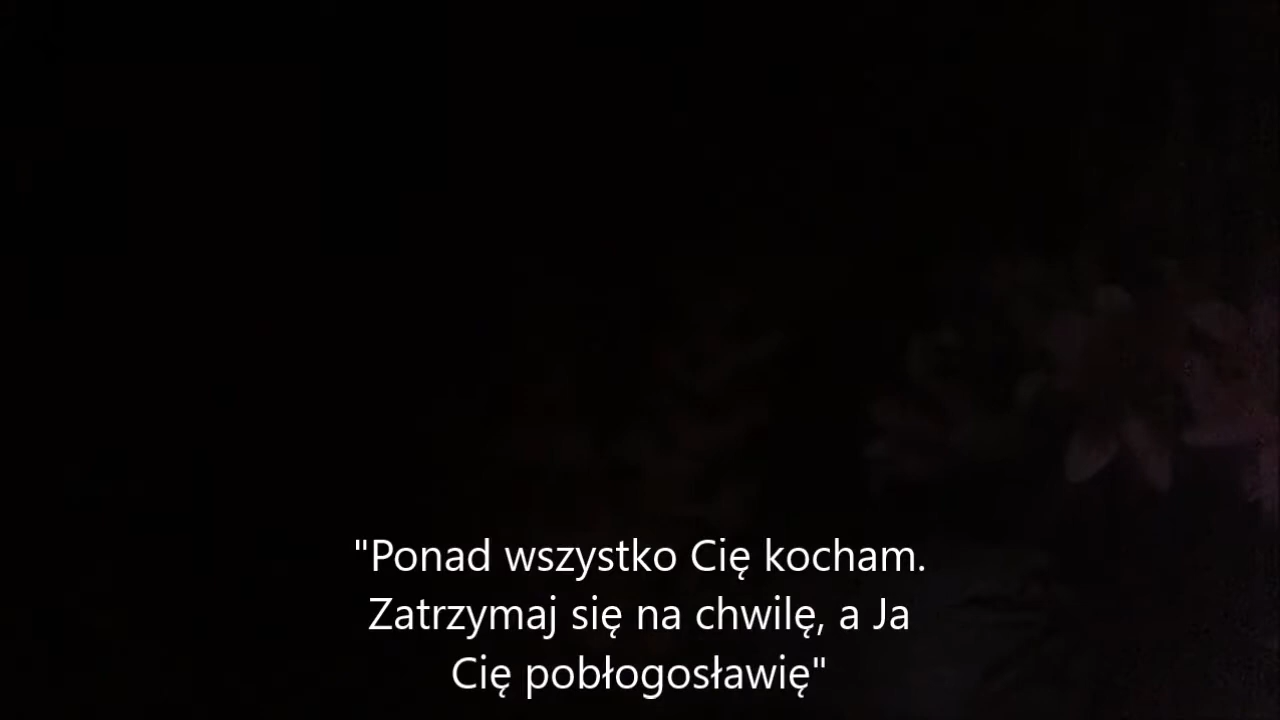 "Ponad wszystko Cię kocham.
Zatrzymaj się na chwilę, a Ja
Cię pobłogosławię"